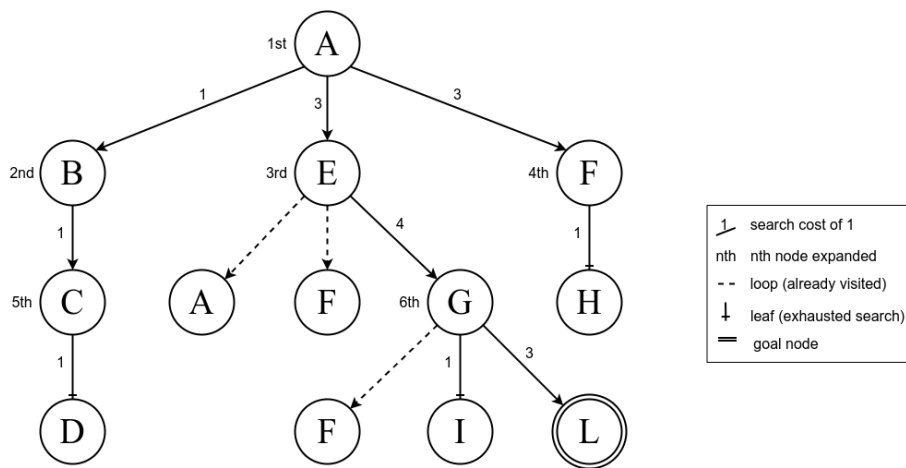 1st A
1 3 3
2nd B 3rd E 4th F
1 4 1
5th C A F 6th G H
1 1 3
D F I L
1 search cost of 1
nth nth node expanded
loop (already visited)
leaf (exhausted search)
goal node